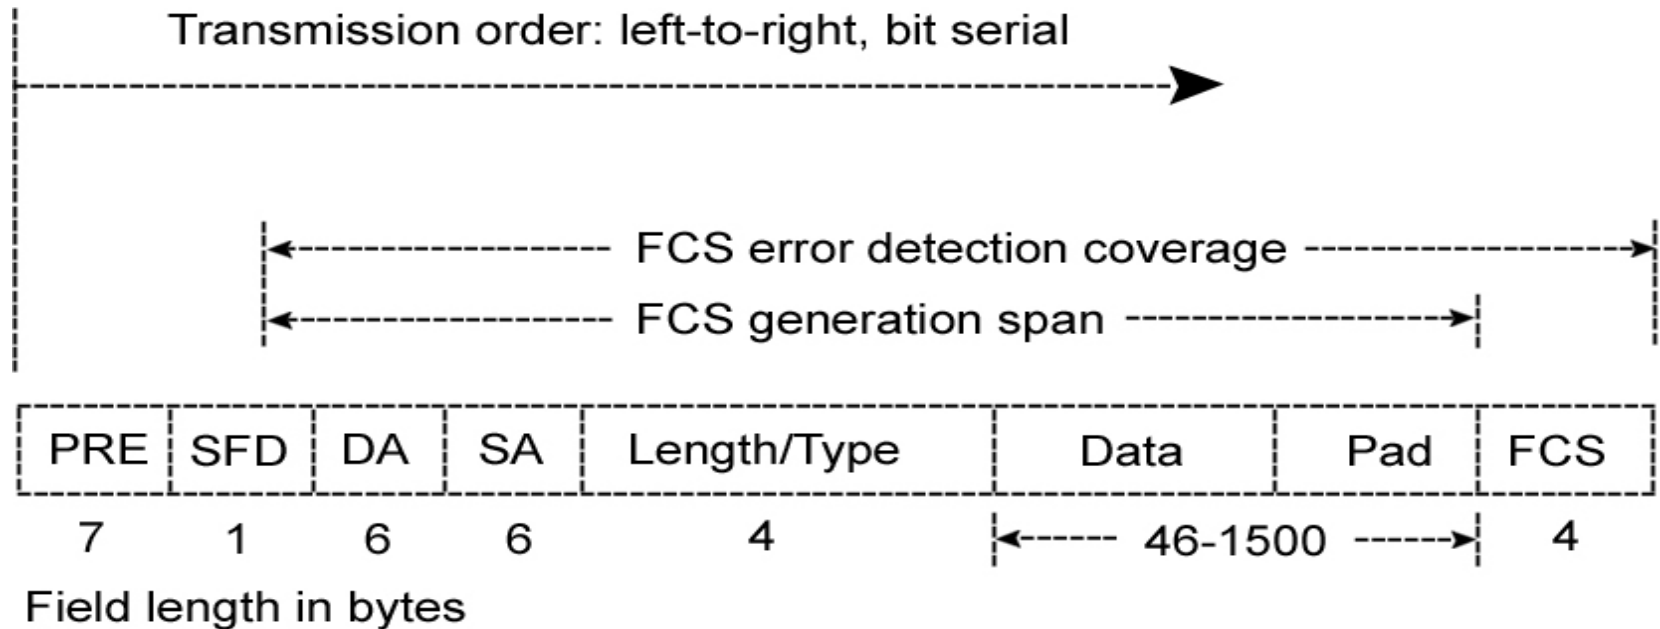 Transmission order: left-to-right, bit serial
FCS error detection coverage
FCS generation span
PRE SFD DA SA Length/Type Data Pad FCS
7 1 6 6 4 46-1500 4
Field length in bytes